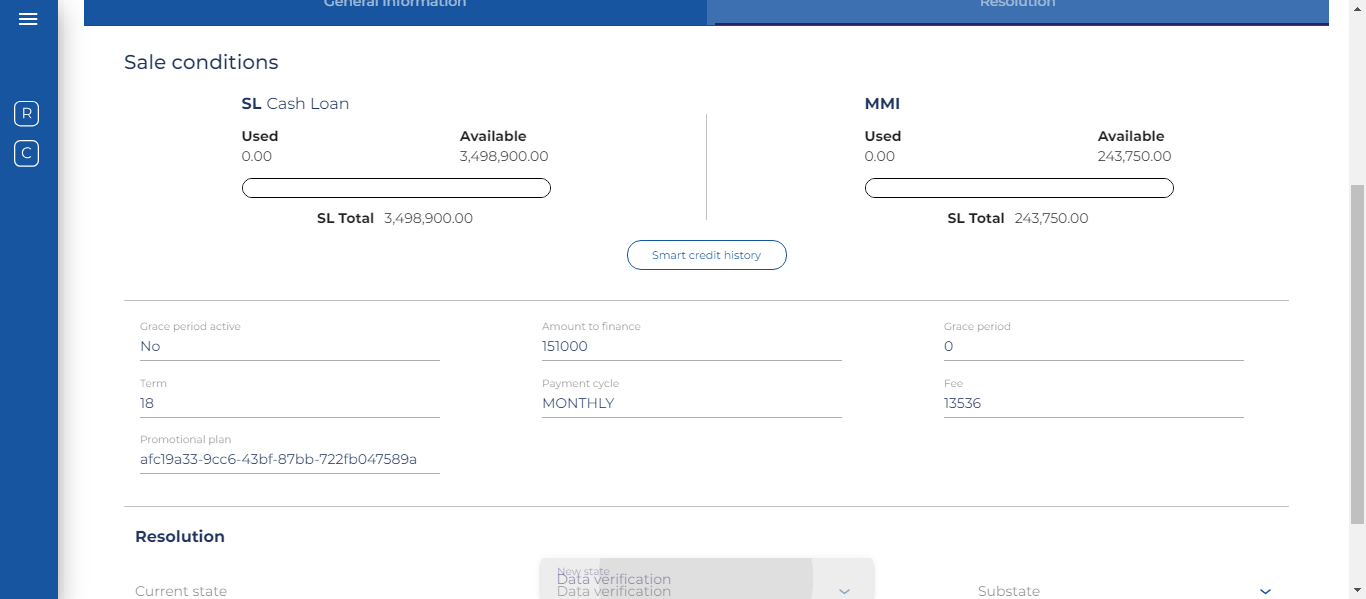 General Information
Resolution
R
C
Sale conditions
SL Cash Loan
Used
Available
0.00
3,498,900.00
SL Total 3,498,900.00
MMI
Used
Available
0.00
243,750.00
SL Total 243,750.00
Smart credit history
Grace period active
No
Amount to finance
151000
Grace period
0
Term
18
Payment cycle
MONTHLY
Fee
13536
Promotional plan
afc19a33-9cc6-43bf-87bb-722fb047589a
Resolution
Current state
New state
Data verification
Data verification
Substate